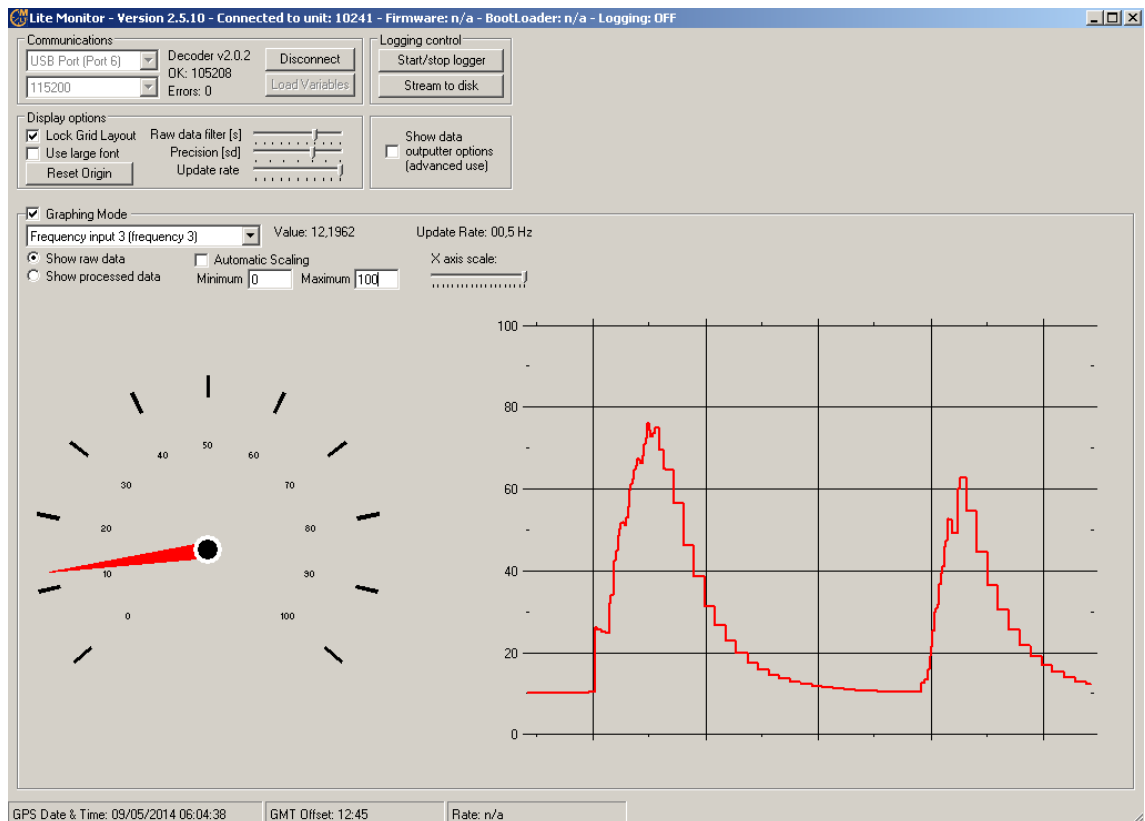 Lite Monitor - Version 2.5.10 - Connected to unit: 10241 - Firmware: n/a - BootLoader: n/a - Logging: OFF
Communications
USB Port (Port 6)
115200
Decoder v2.0.2
OK: 105208
Errors: 0
Disconnect
Load Variables
Logging control
Start/stop logger
Stream to disk
Display options
Lock Grid Layout
Use large font
Reset Origin
Raw data filter [s]
Precision [sd]
Update rate
Show data
outputter options
(advanced use)
Graphing Mode
Frequency input 3 (frequency 3)
Value: 12,1962
Update Rate: 00,5 Hz
Show raw data
Show processed data
Automatic Scaling
Minimum 0
Maximum 100
X axis scale:
0
10
20
30
40
50
60
70
80
90
100
100
80
60
40
20
0
GPS Date & Time: 09/05/2014 06:04:38
GMT Offset: 12:45
Rate: n/a